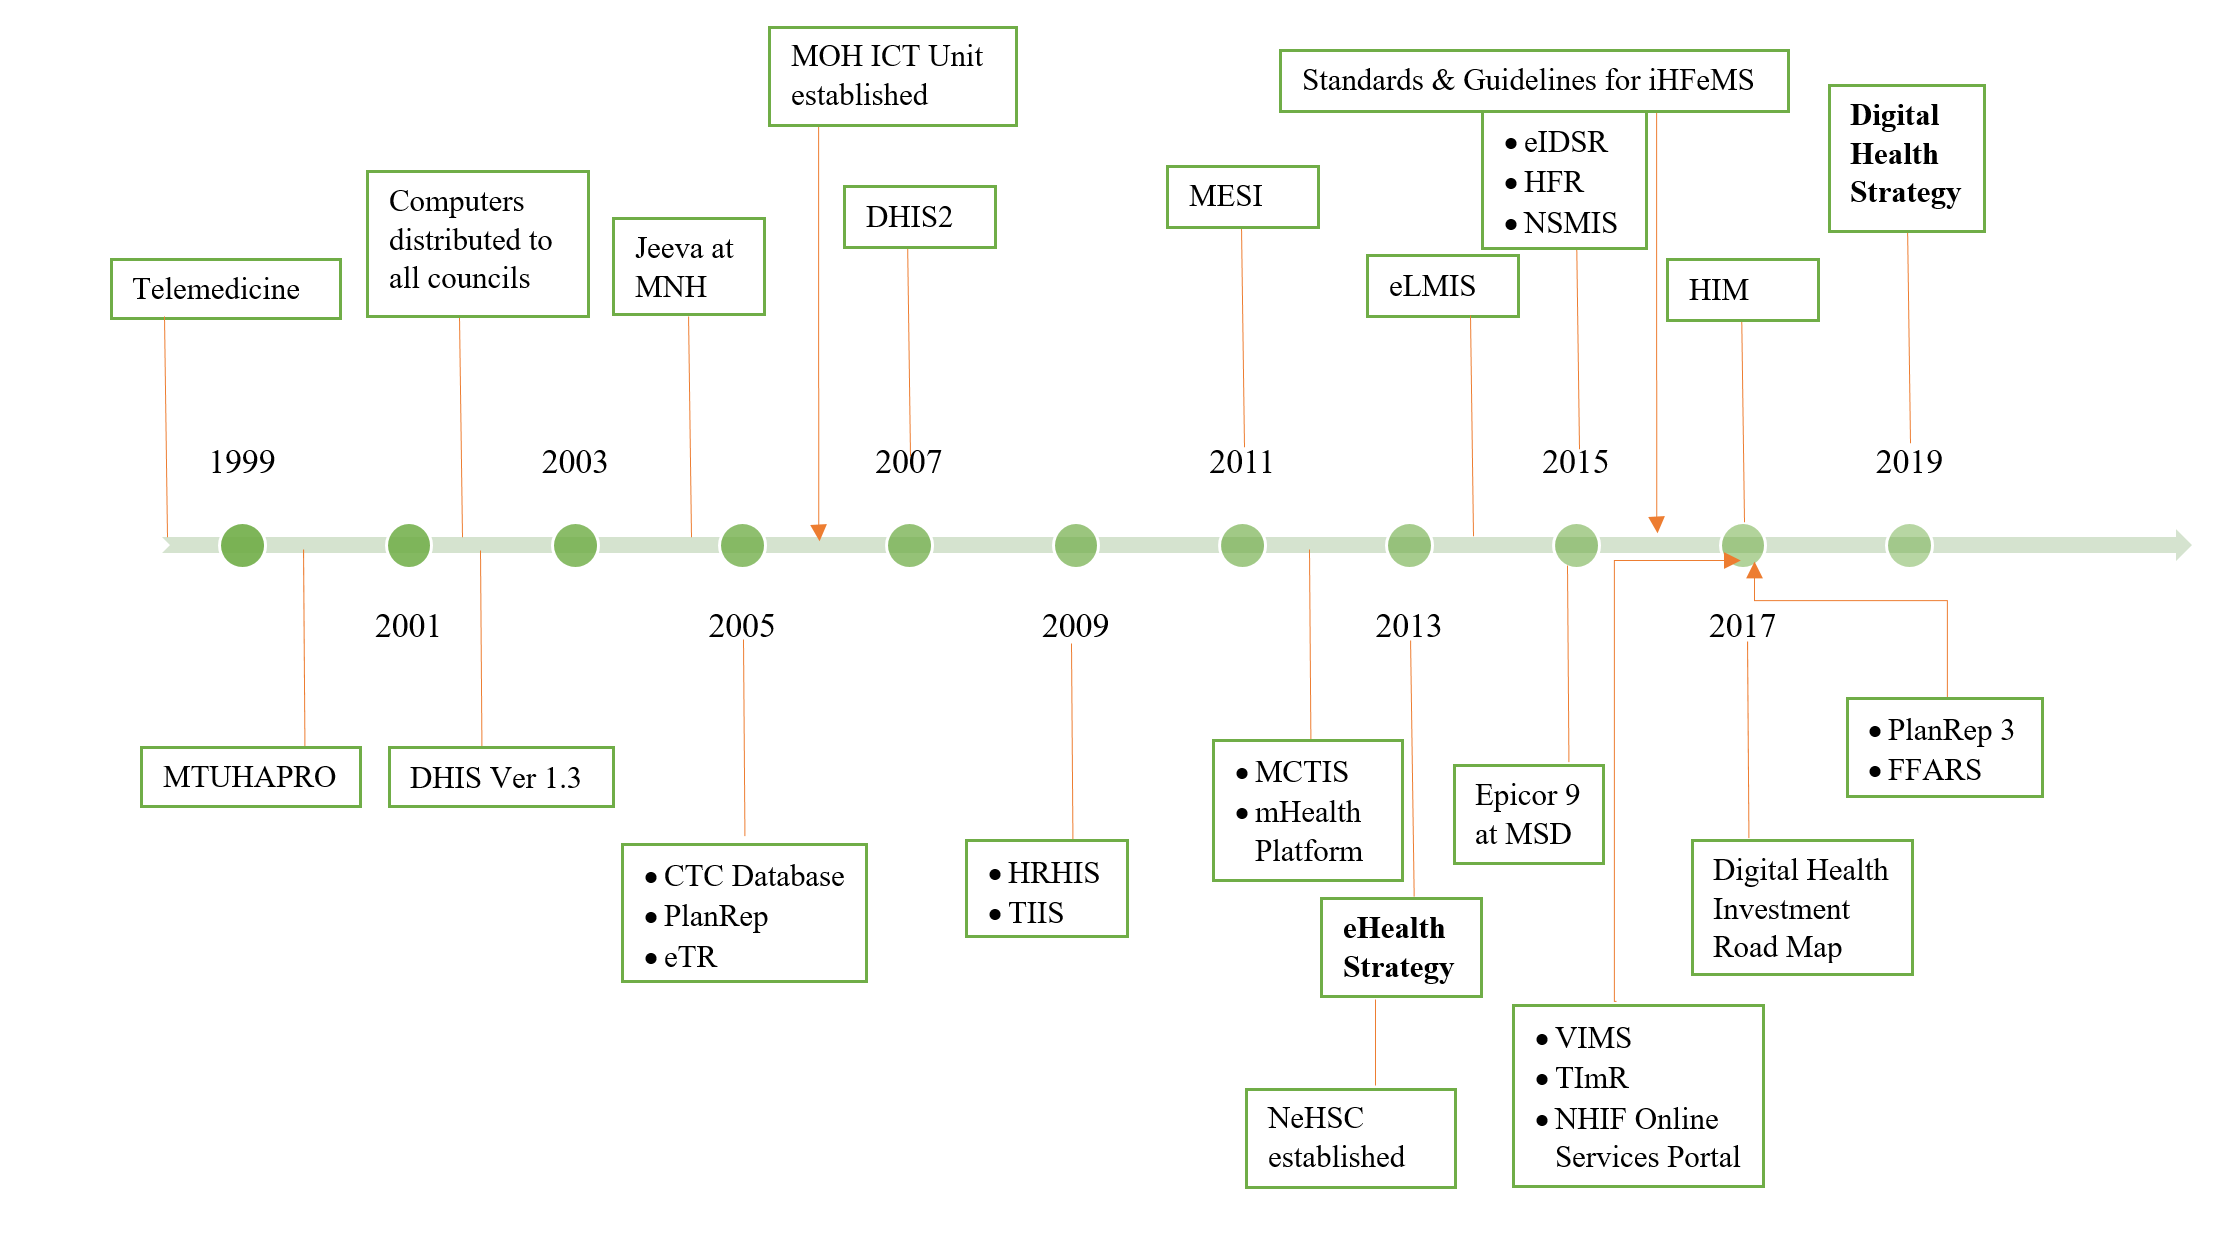 MOH ICT Unit
established
Standards & Guidelines for iHFeMS
Digital
Health
Strategy
• eIDSR
• HFR
• NSMIS
MESI
DHIS2
Computers
distributed to
all councils
Jeeva at
MNH
Telemedicine
eLMIS
HIM
1999
2003
2007
2011
2015
2019
2001
2005
2009
2013
2017
MTUHAPRO
DHIS Ver 1.3
• CTC Database
• PlanRep
• eTR
• HRHIS
• TIIS
• MCTIS
• mHealth
Platform
Epicor 9
at MSD
• PlanRep 3
• FFARS
Digital Health
Investment
Road Map
eHealth
Strategy
NeHSC
established
• VIMS
• TImR
• NHIF Online
Services Portal